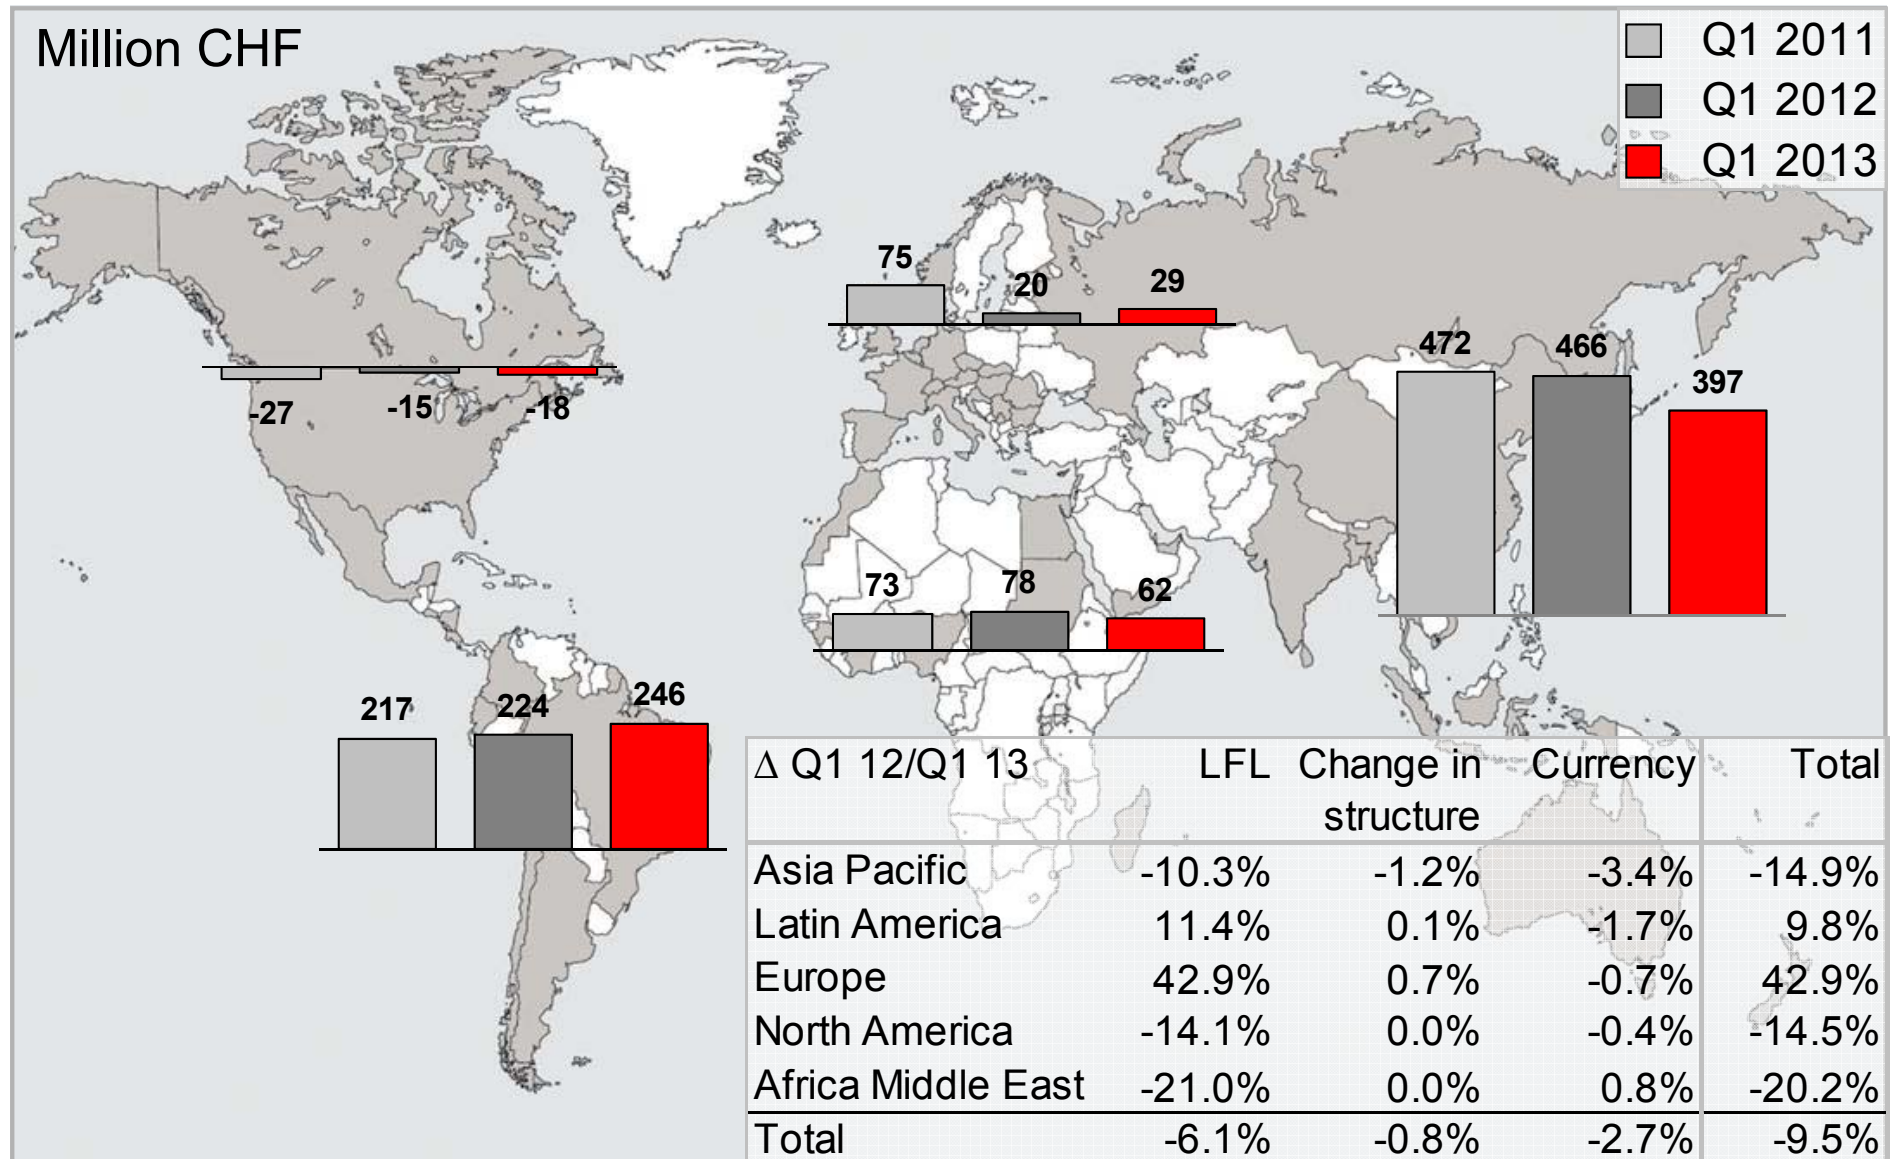 Million CHF
Q1 2011
Q1 2012
Q1 2013
75
20
29
472
466
397
-27
-15
-18
73
78
62
217
224
246
Δ Q1 12/Q1 13 LFL Change in structure Currency Total
Asia Pacific -10.3% -1.2% -3.4% -14.9%
Latin America 11.4% 0.1% -1.7% 9.8%
Europe 42.9% 0.7% -0.7% 42.9%
North America -14.1% 0.0% -0.4% -14.5%
Africa Middle East -21.0% 0.0% 0.8% -20.2%
Total -6.1% -0.8% -2.7% -9.5%